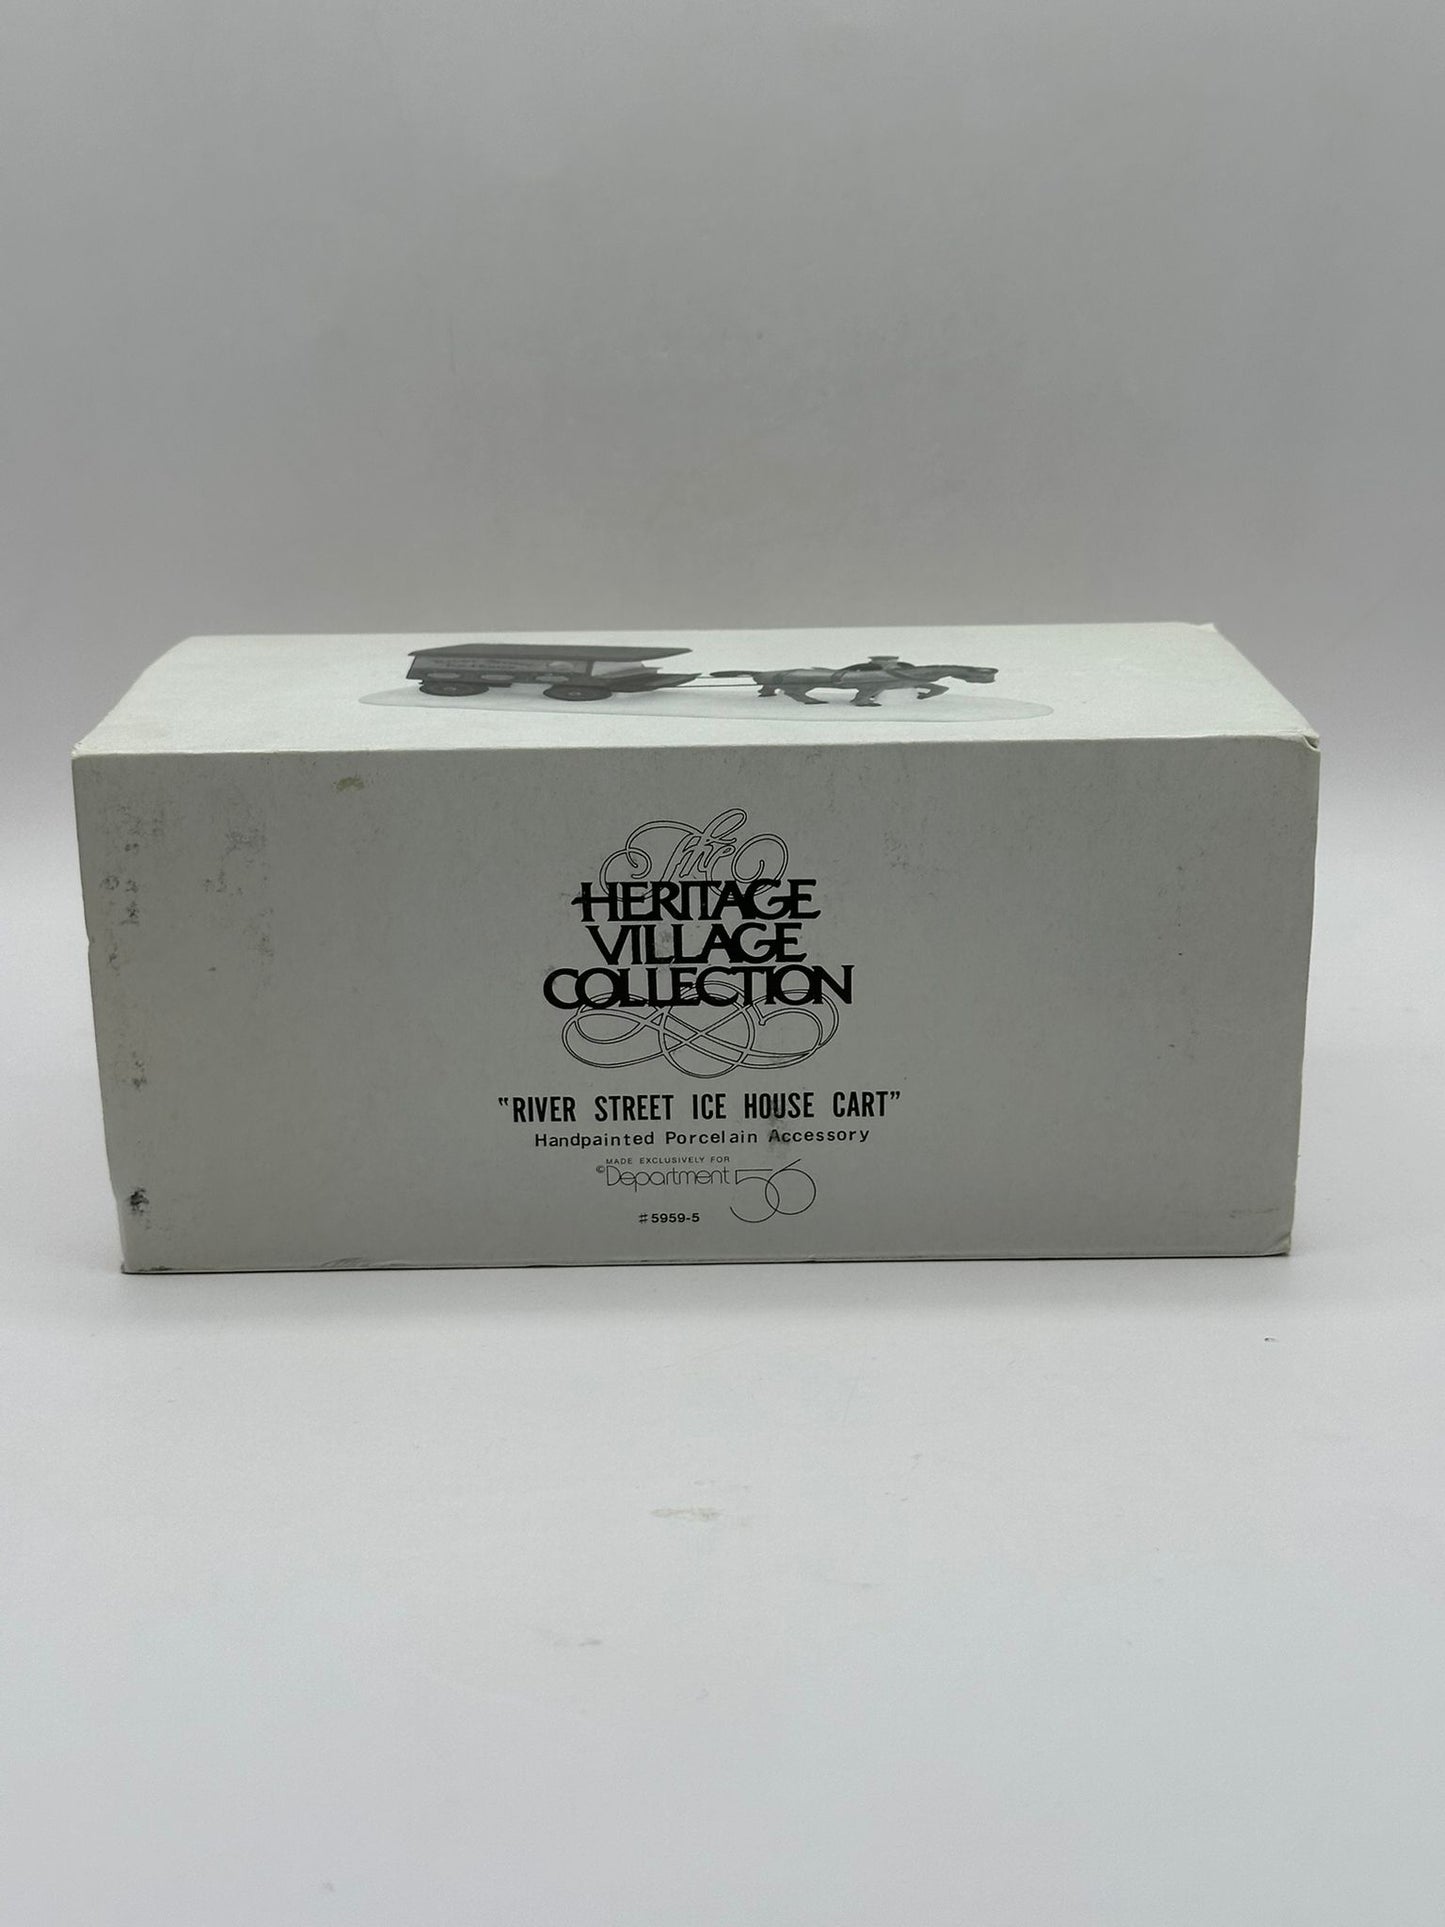 The
HERITAGE
VILLAGE
COLLECTION
"RIVER STREET ICE HOUSE CART"
Handpainted Porcelain Accessory
MADE EXCLUSIVELY FOR
©Department 56
#5959-5